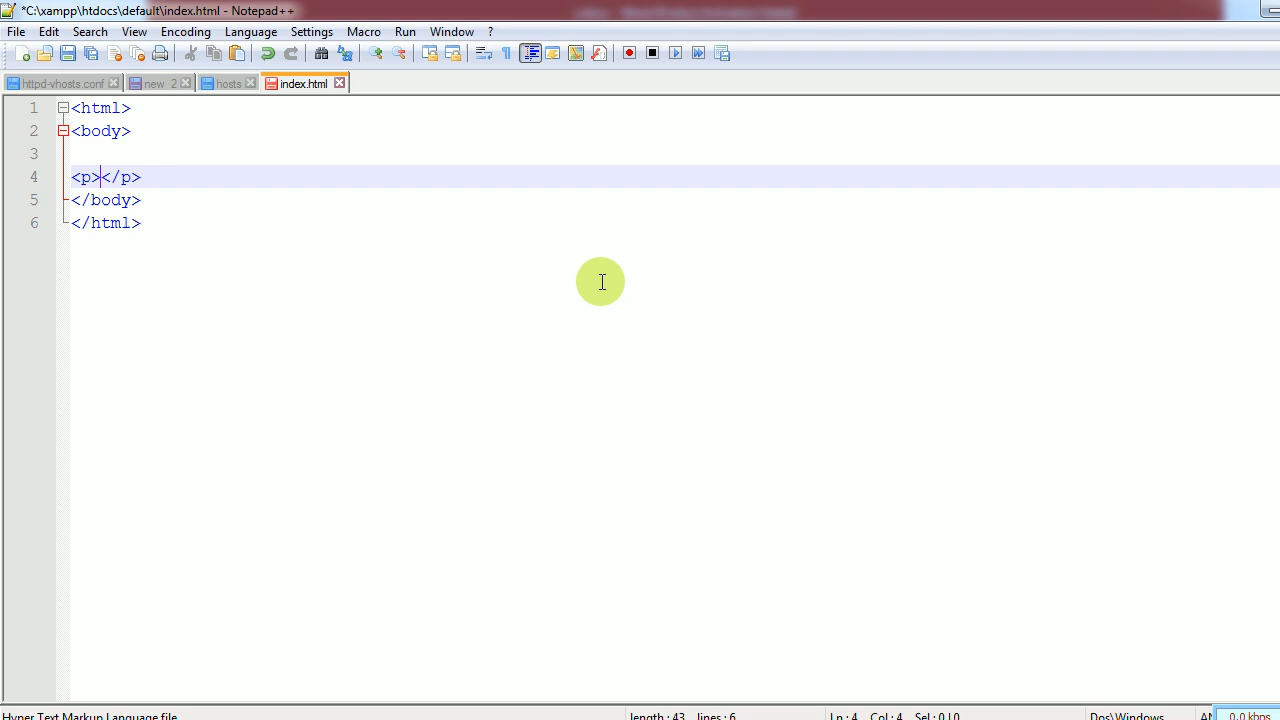 *C:\xampp\htdocs\default\index.html - Notepad++
File Edit Search View Encoding Language Settings Macro Run Window ?
httpd-vhosts.conf new 2 hosts index.html
1 <html>
2 <body>
3
4 <p></p>
5 </body>
6 </html>
Hyper Text Markup Language file length : 43 lines : 6 Ln : 4 Col : 4 Sel : 0 | 0 Dos\Windows 0.0 kbps